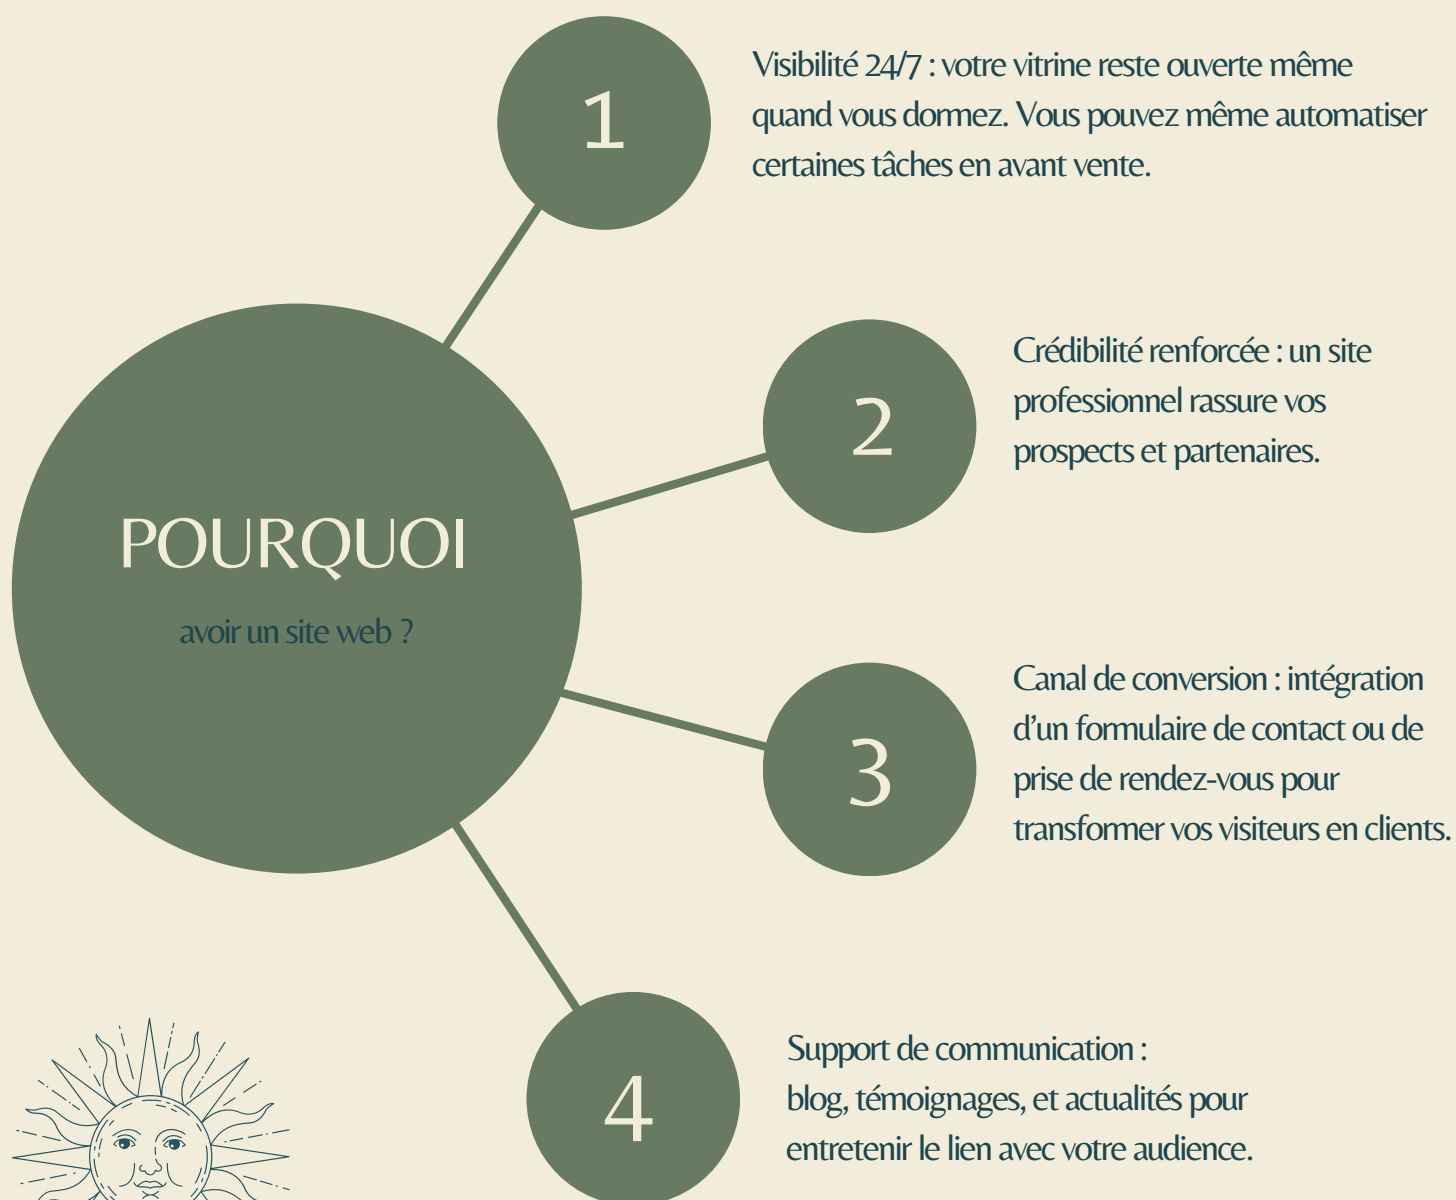 POURQUOI
avoir un site web ?
1
Visibilité 24/7 : votre vitrine reste ouverte même
quand vous dormez. Vous pouvez même automatiser
certaines tâches en avant vente.
2
Crédibilité renforcée : un site
professionnel rassure vos
prospects et partenaires.
3
Canal de conversion : intégration
d’un formulaire de contact ou de
prise de rendez-vous pour
transformer vos visiteurs en clients.
4
Support de communication :
blog, témoignages, et actualités pour
entretenir le lien avec votre audience.